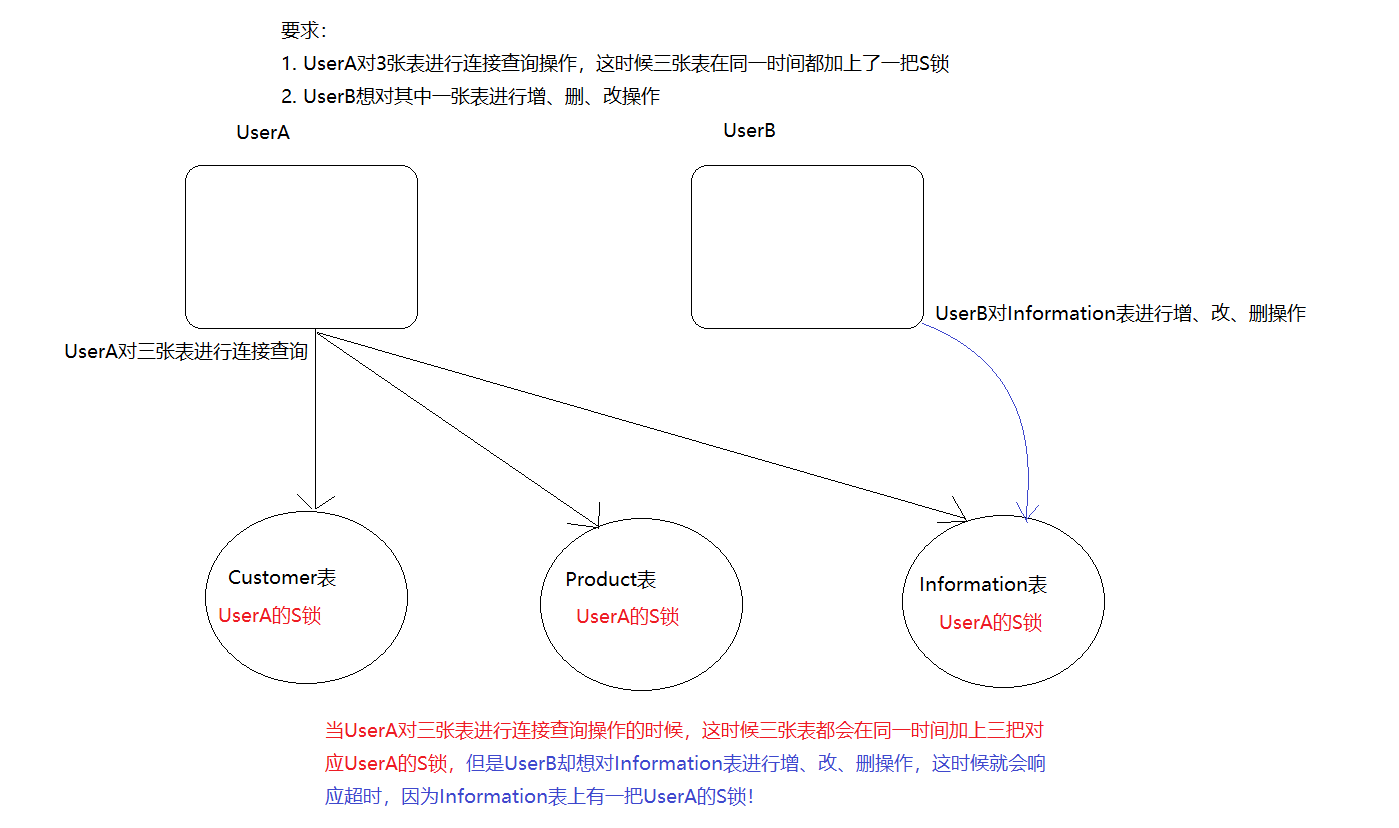 要求：
1. UserA对3张表进行连接查询操作，这时候三张表在同一时间都加上了一把S锁
2. UserB想对其中一张表进行增、删、改操作
UserA
UserB
UserB对Information表进行增、改、删操作
UserA对三张表进行连接查询
Customer表
UserA的S锁
Product表
UserA的S锁
Information表
UserA的S锁
当UserA对三张表进行连接查询操作的时候，这时候三张表都会在同一时间加上三把对
应UserA的S锁，但是UserB却想对Information表进行增、改、删操作，这时候就会响
应超时，因为Information表上有一把UserA的S锁！